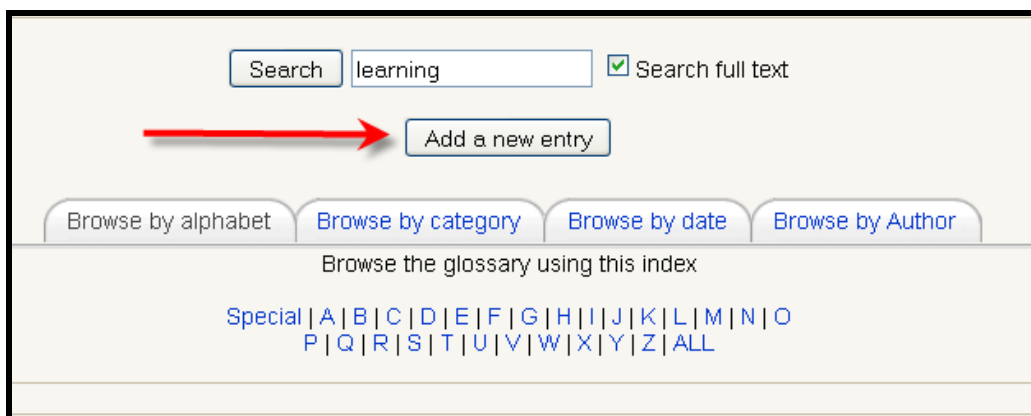 Search learning Search full text
Add a new entry
Browse by alphabet Browse by category Browse by date Browse by Author
Browse the glossary using this index
Special | A | B | C | D | E | F | G | H | I | J | K | L | M | N | O
P | Q | R | S | T | U | V | W | X | Y | Z | ALL